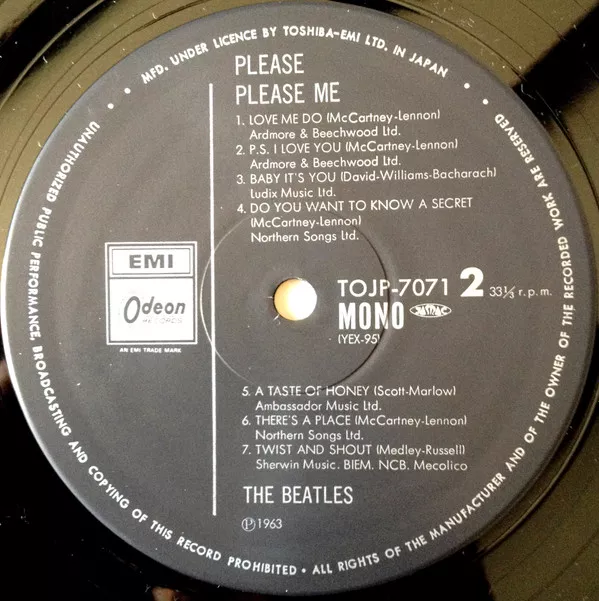 MFD. UNDER LICENCE BY TOSHIBA-EMI LTD. IN JAPAN
PLEASE
PLEASE ME
1. LOVE ME DO (McCartney-Lennon)
Ardmore & Beechwood Ltd.
2. P.S. I LOVE YOU (McCartney-Lennon)
Ardmore & Beechwood Ltd.
3. BABY IT'S YOU (David-Williams-Bacharach)
Ludix Music Ltd.
4. DO YOU WANT TO KNOW A SECRET
(McCartney-Lennon)
Northern Songs Ltd.
EMI
Odeon
RECORDS
AN EMI TRADE MARK
TOJP-7071 2 33⅓ r.p.m.
MONO
(YEX-95)
5. A TASTE OF HONEY (Scott-Marlow)
Ambassador Music Ltd.
6. THERE'S A PLACE (McCartney-Lennon)
Northern Songs Ltd.
7. TWIST AND SHOUT (Medley-Russell)
Sherwin Music. BIEM. NCB. Mecolico
THE BEATLES
Ⓟ1963
UNAUTHORIZED PUBLIC PERFORMANCE, BROADCASTING AND COPYING OF THIS RECORD PROHIBITED • ALL RIGHTS OF THE MANUFACTURER AND OF THE OWNER OF THE RECORDED WORK ARE RESERVED